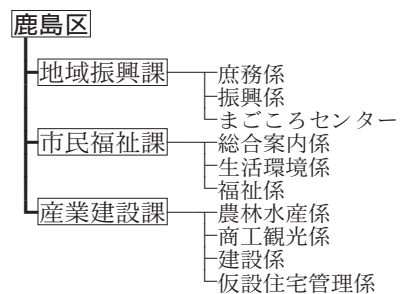 鹿島区
地域振興課
庶務係
振興係
まごころセンター
市民福祉課
総合案内係
生活環境係
福祉係
産業建設課
農林水産係
商工観光係
建設係
仮設住宅管理係